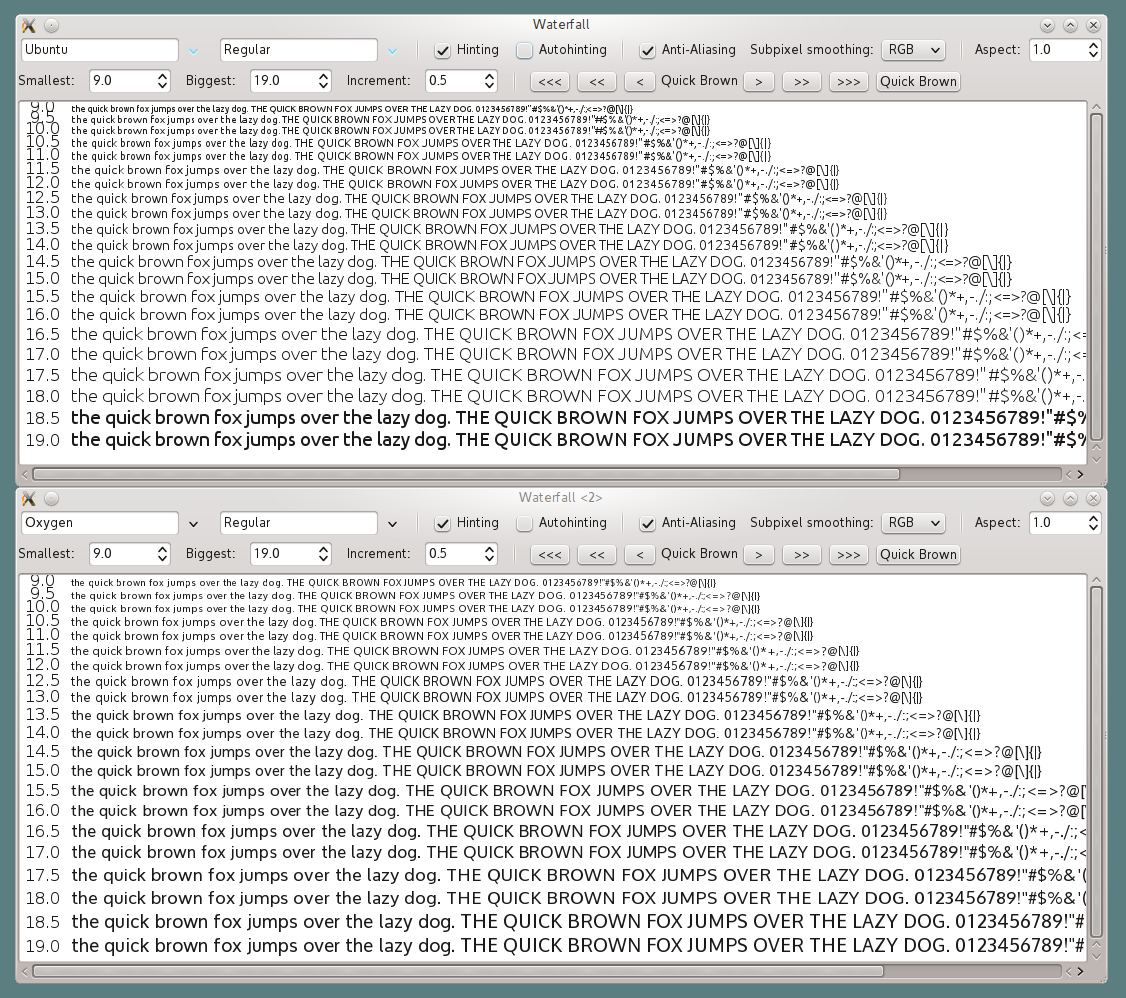 Waterfall
Ubuntu Regular Hinting Autohinting Anti-Aliasing Subpixel smoothing: RGB Aspect: 1.0
Smallest: 9.0 Biggest: 19.0 Increment: 0.5 <<< << < Quick Brown > >> >>> Quick Brown
9.0 the quick brown fox jumps over the lazy dog. THE QUICK BROWN FOX JUMPS OVER THE LAZY DOG. 0123456789!"#$%&'()*+,-./:;<=>?@[\]{|}
9.5 the quick brown fox jumps over the lazy dog. THE QUICK BROWN FOX JUMPS OVER THE LAZY DOG. 0123456789!"#$%&'()*+,-./:;<=>?@[\]{|}
10.0 the quick brown fox jumps over the lazy dog. THE QUICK BROWN FOX JUMPS OVER THE LAZY DOG. 0123456789!"#$%&'()*+,-./:;<=>?@[\]{|}
10.5 the quick brown fox jumps over the lazy dog. THE QUICK BROWN FOX JUMPS OVER THE LAZY DOG. 0123456789!"#$%&'()*+,-./:;<=>?@[\]{|}
11.0 the quick brown fox jumps over the lazy dog. THE QUICK BROWN FOX JUMPS OVER THE LAZY DOG. 0123456789!"#$%&'()*+,-./:;<=>?@[\]{|}
11.5 the quick brown fox jumps over the lazy dog. THE QUICK BROWN FOX JUMPS OVER THE LAZY DOG. 0123456789!"#$%&'()*+,-./:;<=>?@[\]{|}
12.0 the quick brown fox jumps over the lazy dog. THE QUICK BROWN FOX JUMPS OVER THE LAZY DOG. 0123456789!"#$%&'()*+,-./:;<=>?@[\]{|}
12.5 the quick brown fox jumps over the lazy dog. THE QUICK BROWN FOX JUMPS OVER THE LAZY DOG. 0123456789!"#$%&'()*+,-./:;<=>?@[\]{|}
13.0 the quick brown fox jumps over the lazy dog. THE QUICK BROWN FOX JUMPS OVER THE LAZY DOG. 0123456789!"#$%&'()*+,-./:;<=>?@[\]{|}
13.5 the quick brown fox jumps over the lazy dog. THE QUICK BROWN FOX JUMPS OVER THE LAZY DOG. 0123456789!"#$%&'()*+,-./:;<=>?@[\]{|}
14.0 the quick brown fox jumps over the lazy dog. THE QUICK BROWN FOX JUMPS OVER THE LAZY DOG. 0123456789!"#$%&'()*+,-./:;<=>?@[\]{|}
14.5 the quick brown fox jumps over the lazy dog. THE QUICK BROWN FOX JUMPS OVER THE LAZY DOG. 0123456789!"#$%&'()*+,-./:;<=>?@[\]{|}
15.0 the quick brown fox jumps over the lazy dog. THE QUICK BROWN FOX JUMPS OVER THE LAZY DOG. 0123456789!"#$%&'()*+,-./:;<=>?@[\]{|}
15.5 the quick brown fox jumps over the lazy dog. THE QUICK BROWN FOX JUMPS OVER THE LAZY DOG. 0123456789!"#$%&'()*+,-./:;<=>?@[\]{|}
16.0 the quick brown fox jumps over the lazy dog. THE QUICK BROWN FOX JUMPS OVER THE LAZY DOG. 0123456789!"#$%&'()*+,-./:;<=>?@[\]{|}
16.5 the quick brown fox jumps over the lazy dog. THE QUICK BROWN FOX JUMPS OVER THE LAZY DOG. 0123456789!"#$%&'()*+,-./:;<=
17.0 the quick brown fox jumps over the lazy dog. THE QUICK BROWN FOX JUMPS OVER THE LAZY DOG. 0123456789!"#$%&'()*+,-./:;<=
17.5 the quick brown fox jumps over the lazy dog. THE QUICK BROWN FOX JUMPS OVER THE LAZY DOG. 0123456789!"#$%&'()*+,-.
18.0 the quick brown fox jumps over the lazy dog. THE QUICK BROWN FOX JUMPS OVER THE LAZY DOG. 0123456789!"#$%&'()*+,-.
18.5 the quick brown fox jumps over the lazy dog. THE QUICK BROWN FOX JUMPS OVER THE LAZY DOG. 0123456789!"#$%
19.0 the quick brown fox jumps over the lazy dog. THE QUICK BROWN FOX JUMPS OVER THE LAZY DOG. 0123456789!"#$%
Waterfall <2>
Oxygen Regular Hinting Autohinting Anti-Aliasing Subpixel smoothing: RGB Aspect: 1.0
Smallest: 9.0 Biggest: 19.0 Increment: 0.5 <<< << < Quick Brown > >> >>> Quick Brown
9.0 the quick brown fox jumps over the lazy dog. THE QUICK BROWN FOX JUMPS OVER THE LAZY DOG. 0123456789!"#$%&'()*+,-./:;<=>?@[\]{|}
9.5 the quick brown fox jumps over the lazy dog. THE QUICK BROWN FOX JUMPS OVER THE LAZY DOG. 0123456789!"#$%&'()*+,-./:;<=>?@[\]{|}
10.0 the quick brown fox jumps over the lazy dog. THE QUICK BROWN FOX JUMPS OVER THE LAZY DOG. 0123456789!"#$%&'()*+,-./:;<=>?@[\]{|}
10.5 the quick brown fox jumps over the lazy dog. THE QUICK BROWN FOX JUMPS OVER THE LAZY DOG. 0123456789!"#$%&'()*+,-./:;<=>?@[\]{|}
11.0 the quick brown fox jumps over the lazy dog. THE QUICK BROWN FOX JUMPS OVER THE LAZY DOG. 0123456789!"#$%&'()*+,-./:;<=>?@[\]{|}
11.5 the quick brown fox jumps over the lazy dog. THE QUICK BROWN FOX JUMPS OVER THE LAZY DOG. 0123456789!"#$%&'()*+,-./:;<=>?@[\]{|}
12.0 the quick brown fox jumps over the lazy dog. THE QUICK BROWN FOX JUMPS OVER THE LAZY DOG. 0123456789!"#$%&'()*+,-./:;<=>?@[\]{|}
12.5 the quick brown fox jumps over the lazy dog. THE QUICK BROWN FOX JUMPS OVER THE LAZY DOG. 0123456789!"#$%&'()*+,-./:;<=>?@[\]{|}
13.0 the quick brown fox jumps over the lazy dog. THE QUICK BROWN FOX JUMPS OVER THE LAZY DOG. 0123456789!"#$%&'()*+,-./:;<=>?@[\]{|}
13.5 the quick brown fox jumps over the lazy dog. THE QUICK BROWN FOX JUMPS OVER THE LAZY DOG. 0123456789!"#$%&'()*+,-./:;<=>?@[\]{|}
14.0 the quick brown fox jumps over the lazy dog. THE QUICK BROWN FOX JUMPS OVER THE LAZY DOG. 0123456789!"#$%&'()*+,-./:;<=>?@[\]{|}
14.5 the quick brown fox jumps over the lazy dog. THE QUICK BROWN FOX JUMPS OVER THE LAZY DOG. 0123456789!"#$%&'()*+,-./:;<=>?@[\]{|}
15.0 the quick brown fox jumps over the lazy dog. THE QUICK BROWN FOX JUMPS OVER THE LAZY DOG. 0123456789!"#$%&'()*+,-./:;<=>?@[\]{|}
15.5 the quick brown fox jumps over the lazy dog. THE QUICK BROWN FOX JUMPS OVER THE LAZY DOG. 0123456789!"#$%&'()*+,-./:;<=>?@[
16.0 the quick brown fox jumps over the lazy dog. THE QUICK BROWN FOX JUMPS OVER THE LAZY DOG. 0123456789!"#$%&'()*+,-./:;<=>?@[
16.5 the quick brown fox jumps over the lazy dog. THE QUICK BROWN FOX JUMPS OVER THE LAZY DOG. 0123456789!"#$%&'()*+,-./:;<=
17.0 the quick brown fox jumps over the lazy dog. THE QUICK BROWN FOX JUMPS OVER THE LAZY DOG. 0123456789!"#$%&'()*+,-./:;<
17.5 the quick brown fox jumps over the lazy dog. THE QUICK BROWN FOX JUMPS OVER THE LAZY DOG. 0123456789!"#$%&'(
18.0 the quick brown fox jumps over the lazy dog. THE QUICK BROWN FOX JUMPS OVER THE LAZY DOG. 0123456789!"#$%&'(
18.5 the quick brown fox jumps over the lazy dog. THE QUICK BROWN FOX JUMPS OVER THE LAZY DOG. 0123456789!"#
19.0 the quick brown fox jumps over the lazy dog. THE QUICK BROWN FOX JUMPS OVER THE LAZY DOG. 0123456789!"#